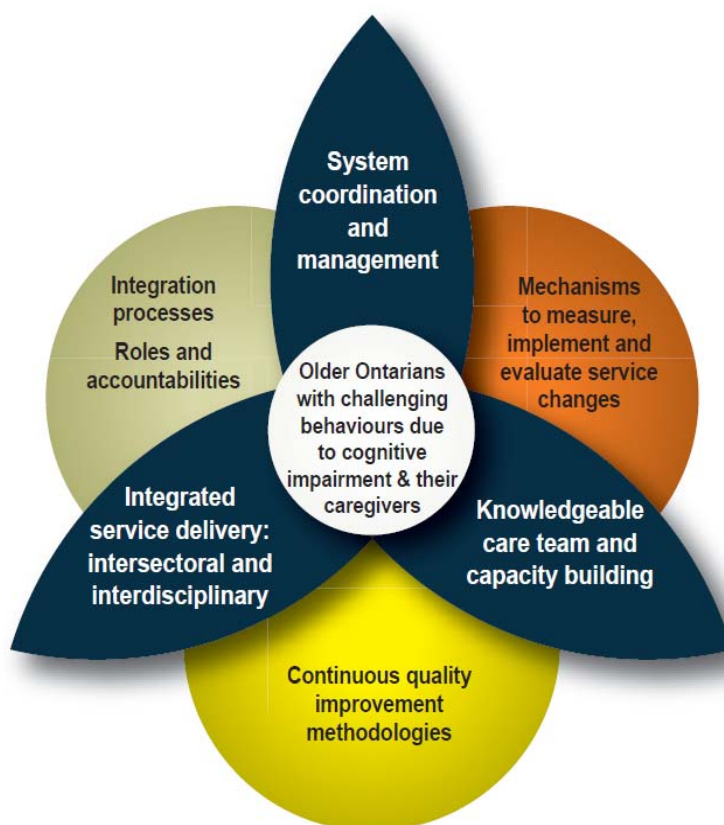 System
coordination
and
management
Integration
processes
Roles and
accountabilities
Mechanisms
to measure,
implement and
evaluate service
changes
Older Ontarians
with challenging
behaviours due
to cognitive
impairment & their
caregivers
Integrated
service delivery:
intersectoral and
interdisciplinary
Knowledgeable
care team and
capacity building
Continuous quality
improvement
methodologies